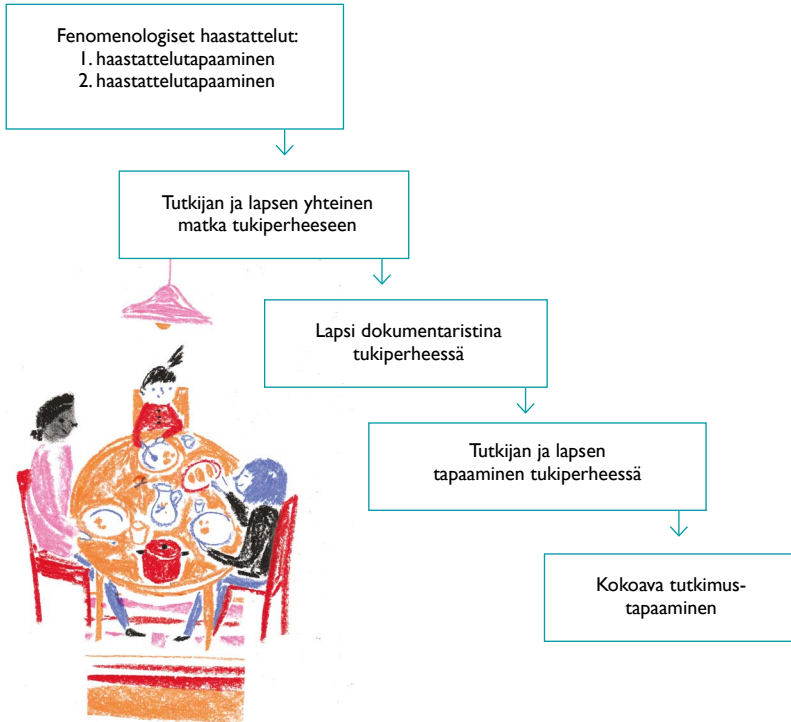 Fenomenologiset haastattelut:
1. haastattelutapaaminen
2. haastattelutapaaminen
Tutkijan ja lapsen yhteinen
matka tukiperheeseen
Lapsi dokumentaristina
tukiperheessä
Tutkijan ja lapsen
tapaaminen tukiperheessä
Kokoava tutkimus-
tapaaminen